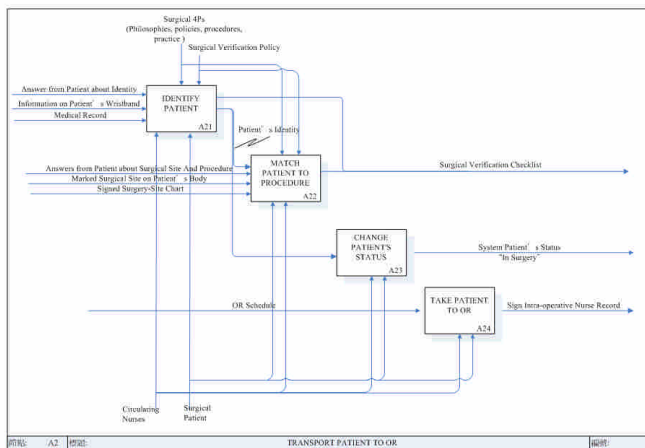 Surgical 4Ps
(Philosophies, policies, procedures,
practice )
Surgical Verification Policy
Answer from Patient about Identity
Information on Patient’s Wristband
Medical Record
IDENTIFY
PATIENT
A21
Patient’s Identity
Answers from Patient about Surgical Site And Procedure
Marked Surgical Site on Patient’s Body
Signed Surgery-Site Chart
MATCH
PATIENT TO
PROCEDURE
A22
Surgical Verification Checklist
CHANGE
PATIENT'S
STATUS
A23
System Patient’s Status
"In Surgery"
OR Schedule
TAKE PATIENT
TO OR
A24
Sign Intra-operative Nurse Record
Circulating
Nurses
Surgical
Patient
A2
標題:
TRANSPORT PATIENT TO OR
編號: